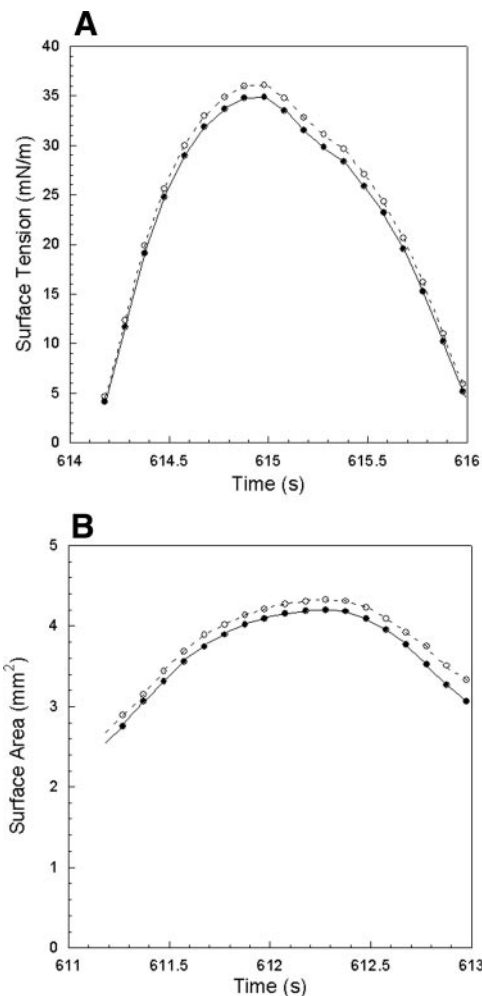 A
40
35
30
25
20
15
10
5
0
Surface Tension (mN/m)
614 614.5 615 615.5 616
Time (s)
B
5
4
3
2
1
0
Surface Area (mm²)
611 611.5 612 612.5 613
Time (s)